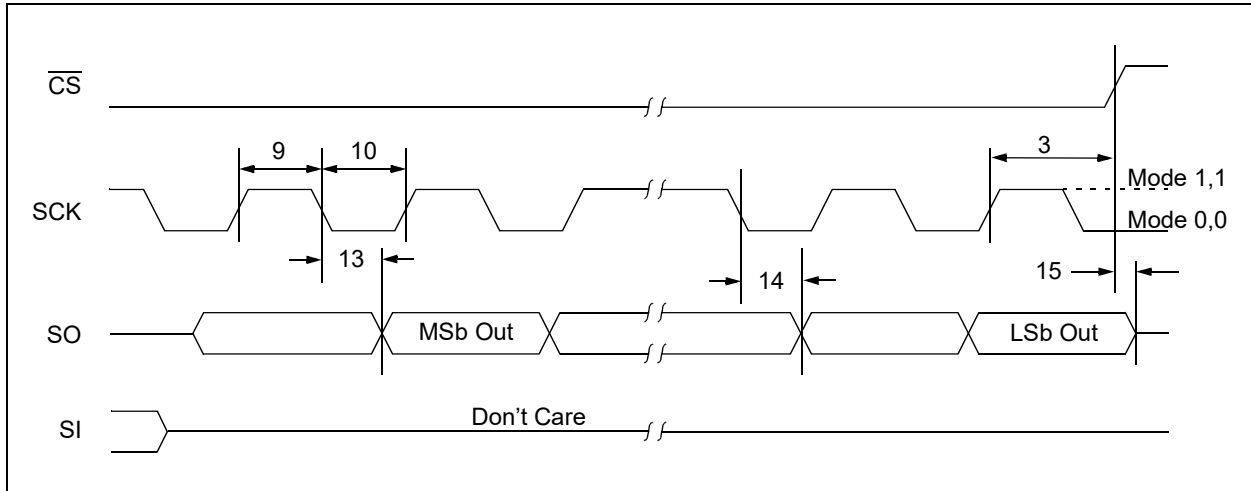 CS
9
10
3
Mode 1,1
SCK
Mode 0,0
13
14
15
SO
MSb Out
LSb Out
Don't Care
SI